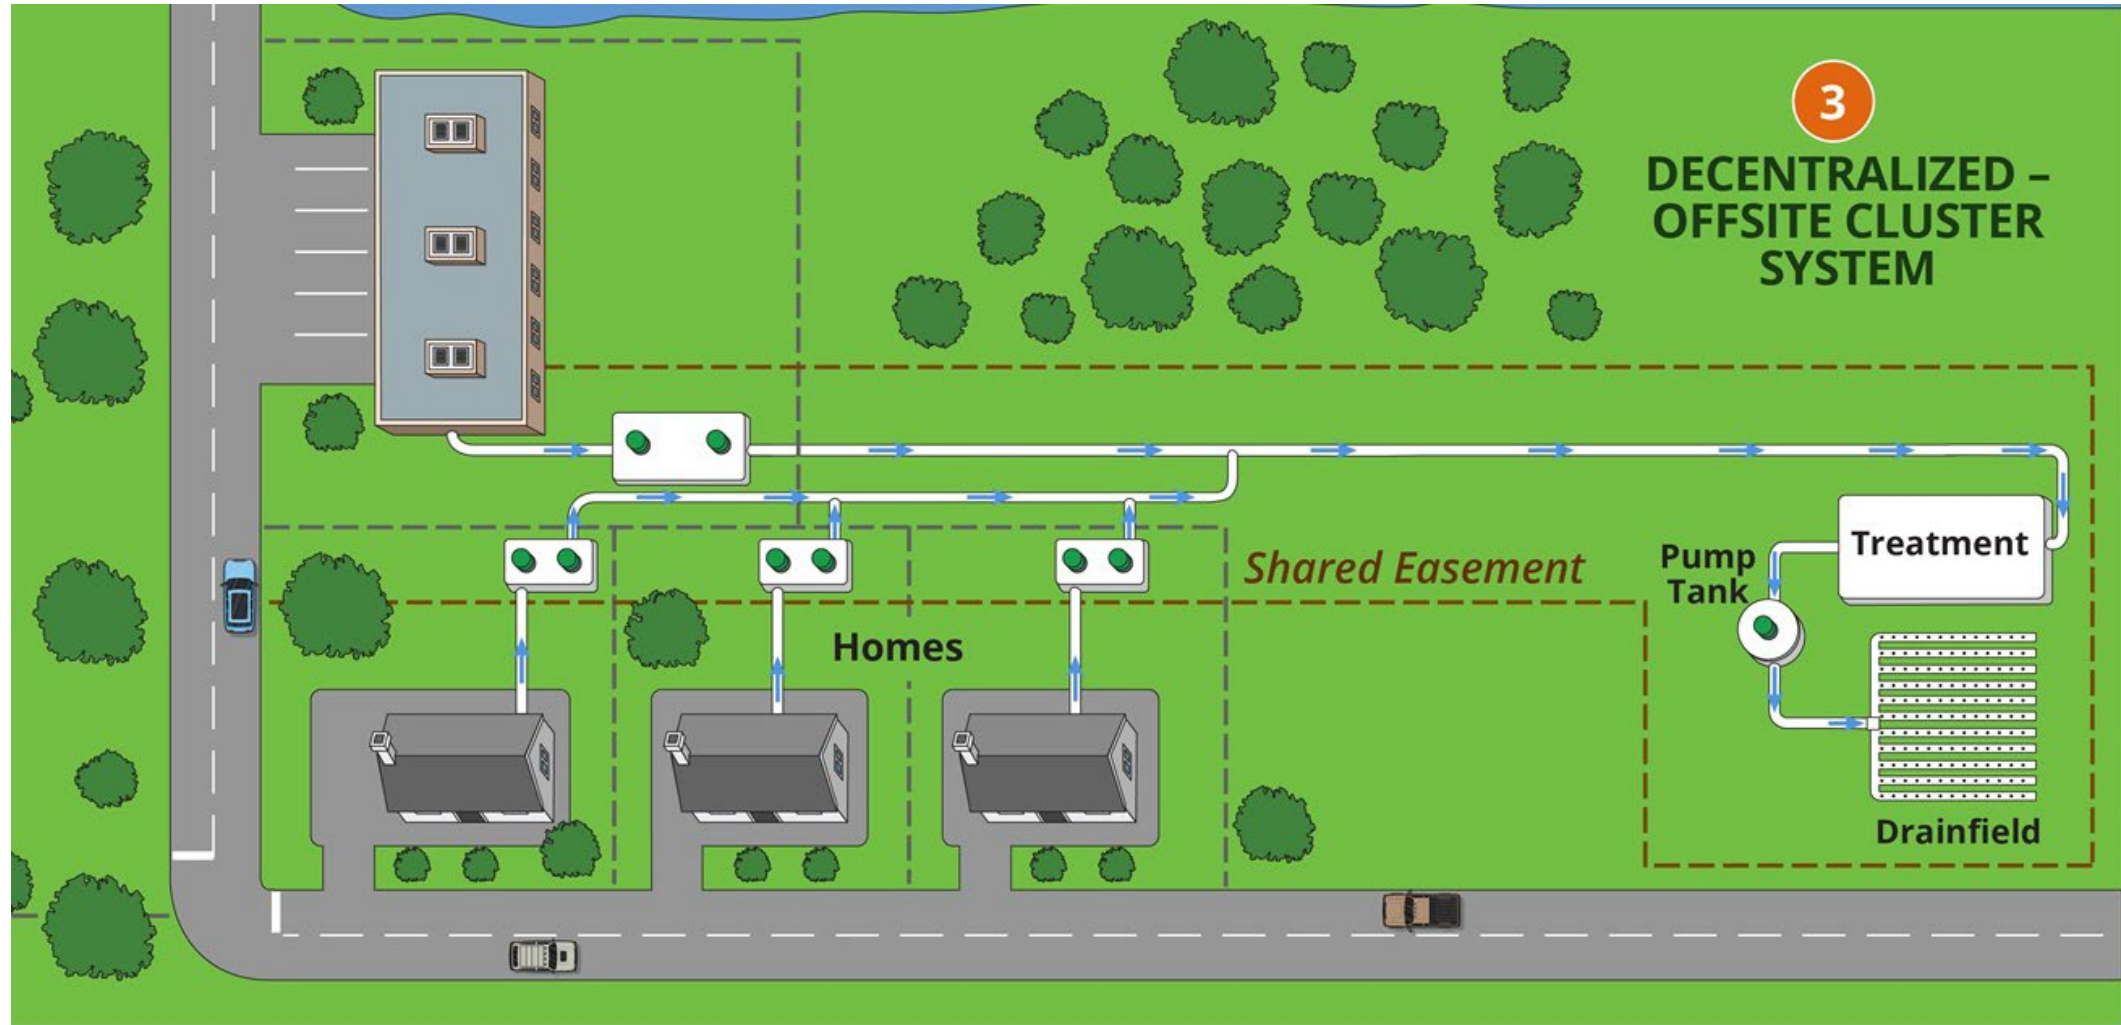 3
DECENTRALIZED –
OFFSITE CLUSTER
SYSTEM
Shared Easement
Pump
Tank
Treatment
Homes
Drainfield